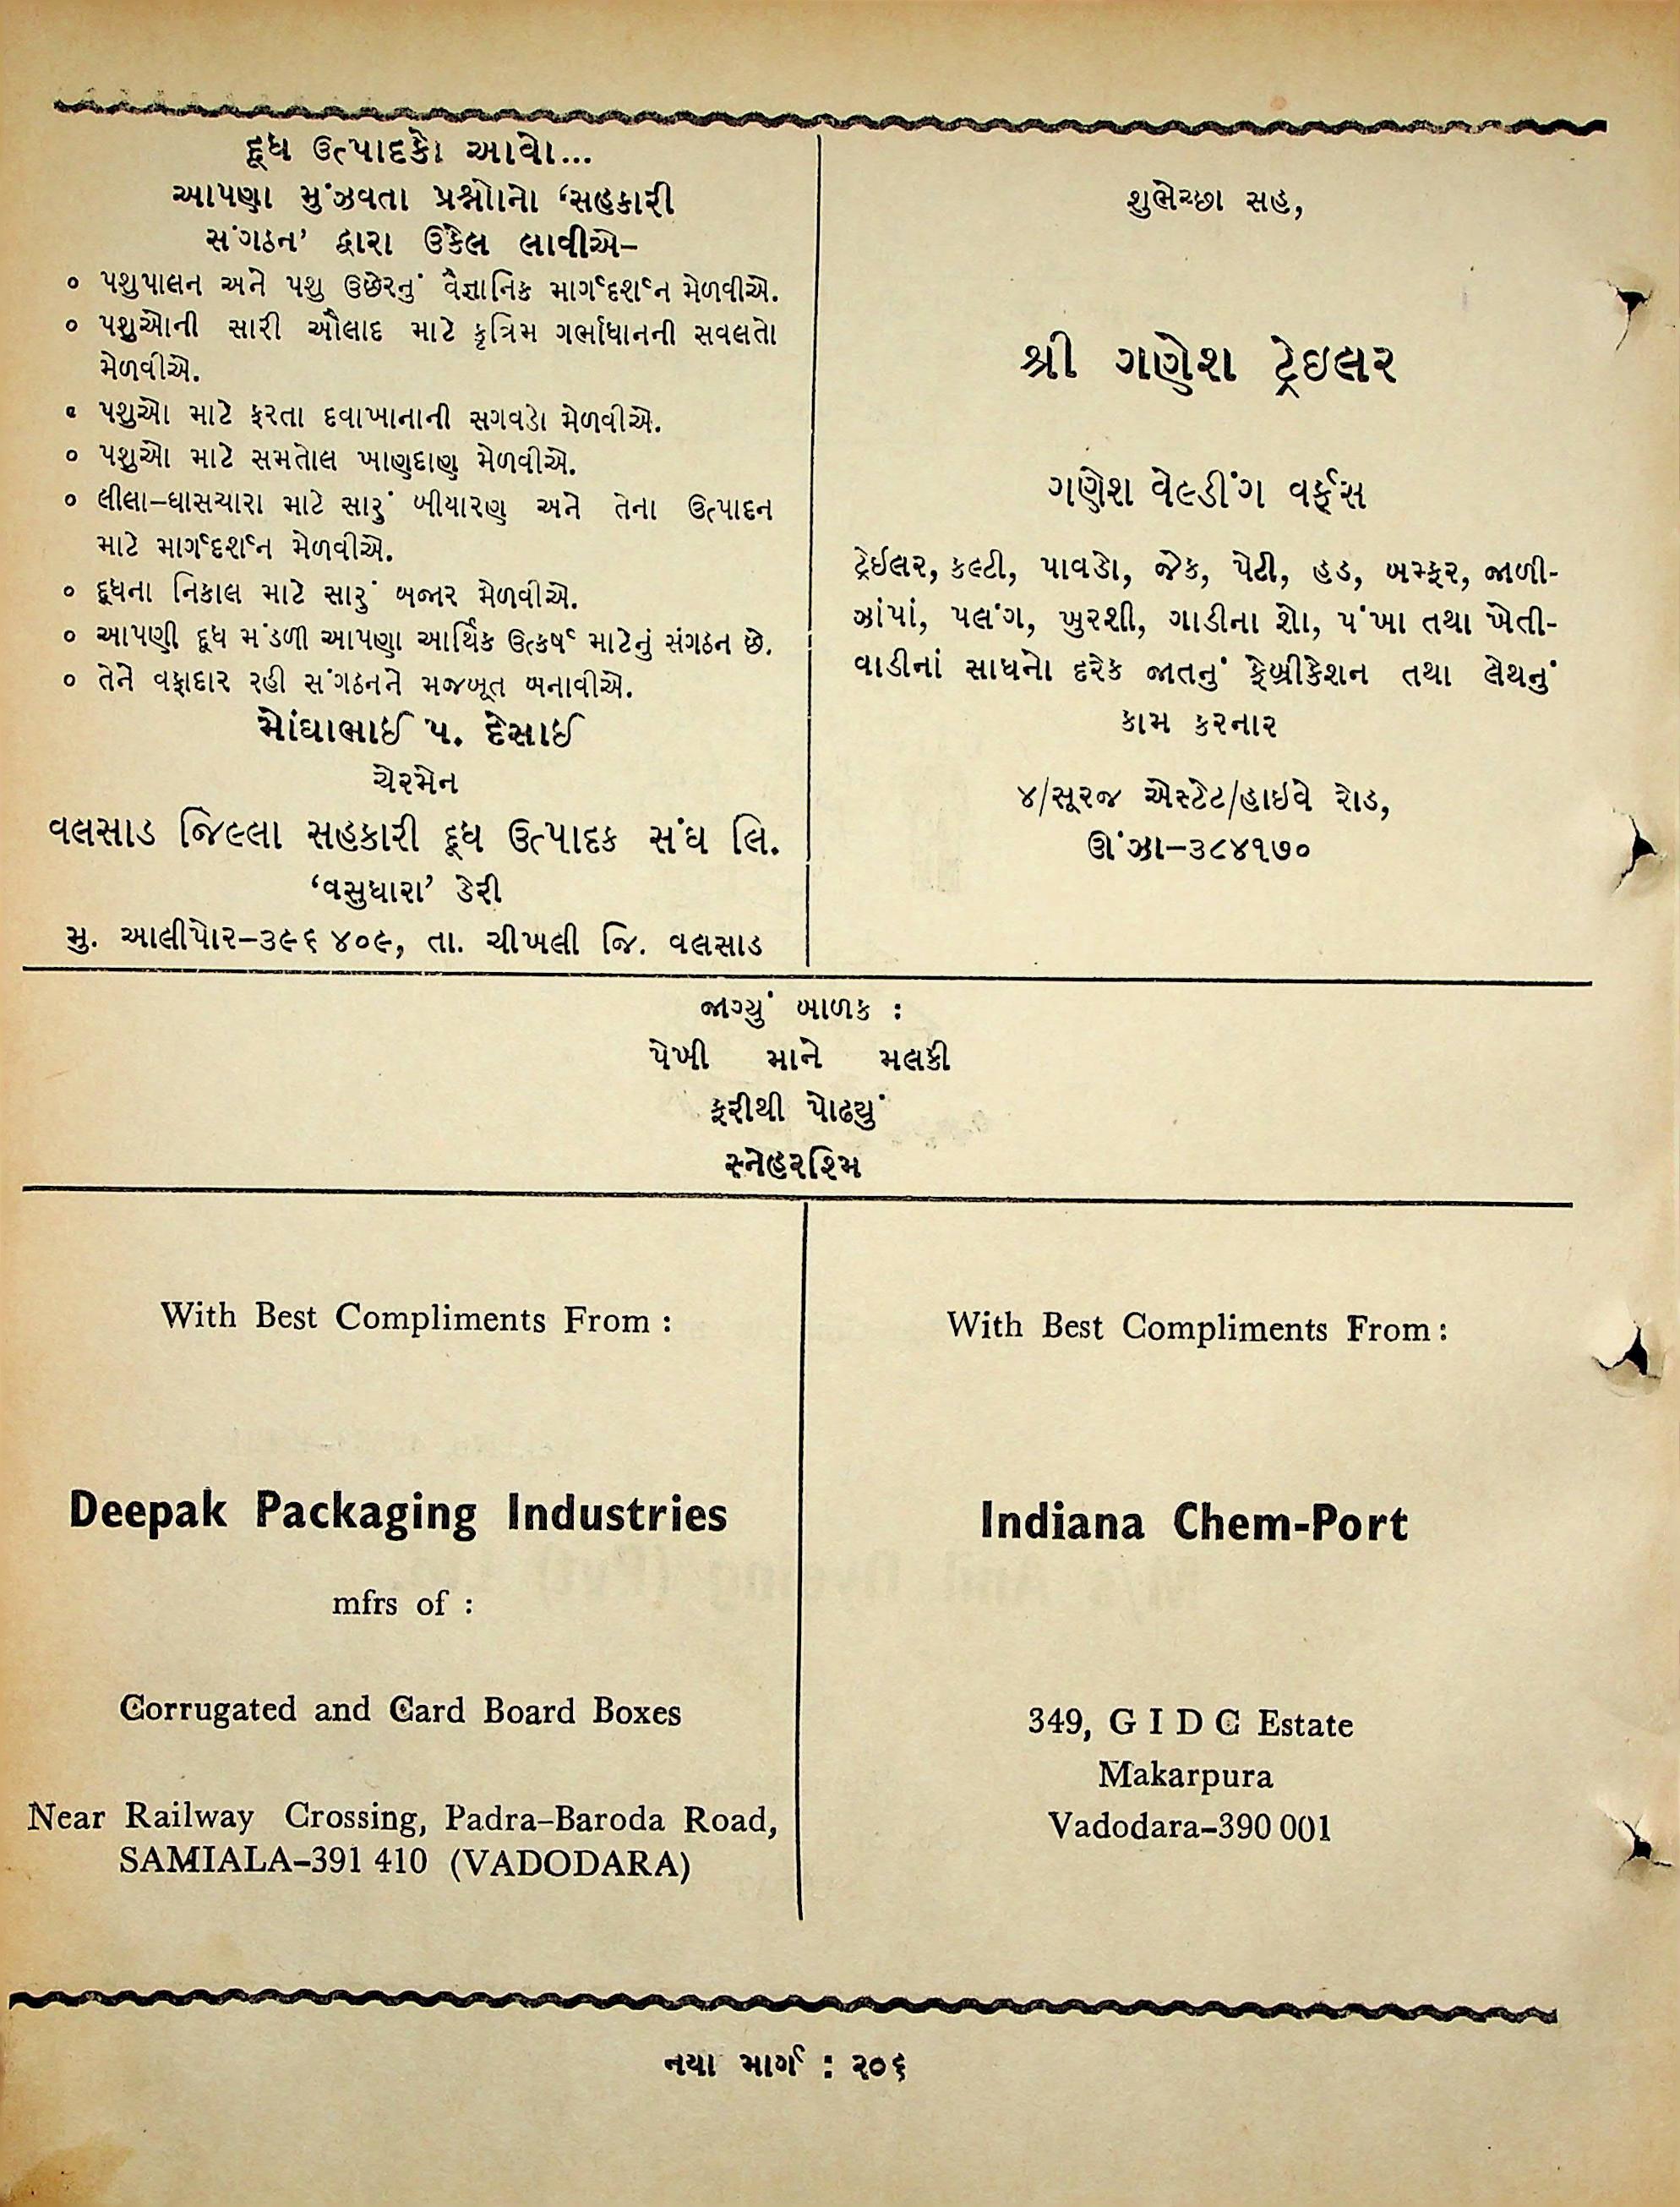 દૂધ ઉત્પાદકો આવો...
આપણા મુંઝવતા પ્રશ્નોનો ‘સહકારી
સંગઠન’ દ્વારા ઉકેલ લાવીએ–
૦ પશુપાલન અને પશુ ઉછેરનું વૈજ્ઞાનિક માર્ગદર્શન મેળવીએ.
૦ પશુઓની સારી ઔલાદ માટે કૃત્રિમ ગર્ભાધાનની સવલતો
મેળવીએ.
૦ પશુઓ માટે ફરતા દવાખાનાની સગવડો મેળવીએ.
૦ પશુઓ માટે સમતોલ ખાણદાણ મેળવીએ.
૦ લીલા–ઘાસચારા માટે સારું બીયારણ અને તેના ઉત્પાદન
માટે માર્ગદર્શન મેળવીએ.
૦ દૂધના નિકાલ માટે સારું બજાર મેળવીએ.
૦ આપણી દૂધ મંડળી આપણા આર્થિક ઉત્કર્ષ માટેનું સંગઠન છે.
૦ તેને વફાદાર રહી સંગઠનને મજબૂત બનાવીએ.
મોંઘાભાઈ પ. દેસાઈ
ચેરમેન
વલસાડ જિલ્લા સહકારી દૂધ ઉત્પાદક સંઘ લિ.
‘વસુધારા’ ડેરી
મુ. આલીપોર–૩૯૬ ૪૦૯, તા. ચીખલી જિ. વલસાડ
શુભેચ્છા સહ,
શ્રી ગણેશ ટ્રેઇલર
ગણેશ વેલ્ડીંગ વર્ક્સ
ટ્રેઈલર, કલ્ટી, પાવડો, જેક, પેટી, હડ, બમ્ફર, જાળી-
ઝાંપાં, પલંગ, ખુરશી, ગાડીના શો, પંખા તથા ખેતી-
વાડીનાં સાધનો દરેક જાતનું ફેબ્રીકેશન તથા લેથનું
કામ કરનાર
૪/સૂરજ એસ્ટેટ/હાઇવે રોડ,
ઊંઝા–૩૮૪૧૭૦
જાગ્યું બાળક :
પેખી માને મલકી
ફરીથી પોઢ્યું
સ્નેહરશ્મિ
With Best Compliments From :
Deepak Packaging Industries
mfrs of :
Corrugated and Card Board Boxes
Near Railway Crossing, Padra–Baroda Road,
SAMIALA–391 410 (VADODARA)
With Best Compliments From :
Indiana Chem-Port
349, G I D C Estate
Makarpura
Vadodara–390 001
નયા માર્ગ : ૨૦૬